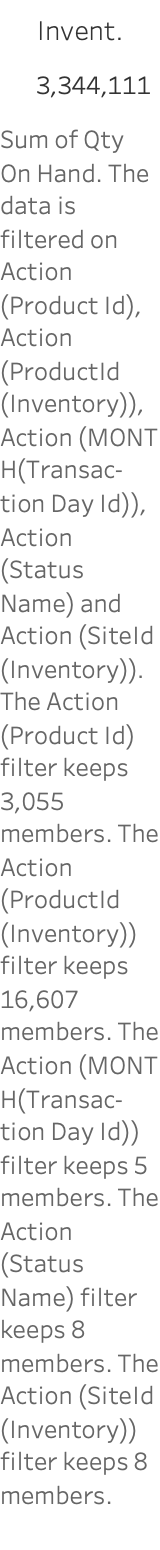 Invent.
3,344,111
Sum of Qty
On Hand. The
data is
filtered on
Action
(Product Id),
Action
(ProductId
(Inventory)),
Action (MONT
H(Transac-
tion Day Id)),
Action
(Status
Name) and
Action (SiteId
(Inventory)).
The Action
(Product Id)
filter keeps
3,055
members. The
Action
(ProductId
(Inventory))
filter keeps
16,607
members. The
Action (MONT
H(Transac-
tion Day Id))
filter keeps 5
members. The
Action
(Status
Name) filter
keeps 8
members. The
Action (SiteId
(Inventory))
filter keeps 8
members.